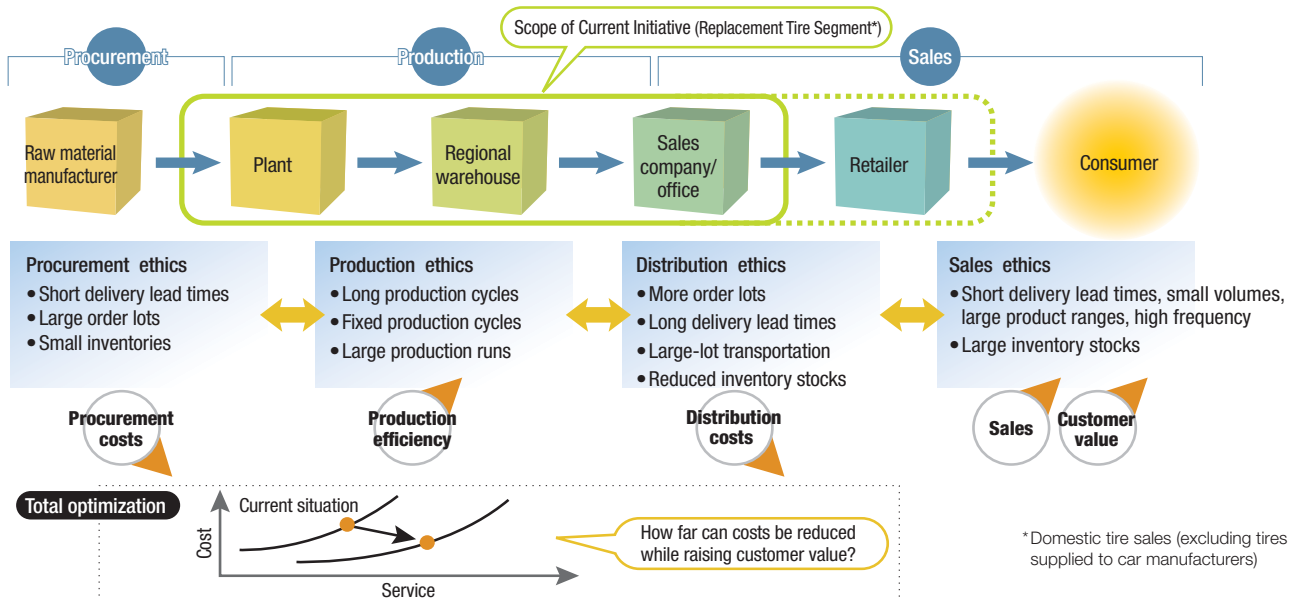 Scope of Current Initiative (Replacement Tire Segment*)
Procurement
Production
Sales
Raw material
manufacturer
Plant
Regional
warehouse
Sales
company/
office
Retailer
Consumer
Procurement ethics
• Short delivery lead times
• Large order lots
• Small inventories
Production ethics
• Long production cycles
• Fixed production cycles
• Large production runs
Distribution ethics
• More order lots
• Long delivery lead times
• Large-lot transportation
• Reduced inventory stocks
Sales ethics
• Short delivery lead times, small volumes,
large product ranges, high frequency
• Large inventory stocks
Procurement
costs
Production
efficiency
Distribution
costs
Sales
Customer
value
Total optimization
Current situation
Cost
Service
How far can costs be reduced
while raising customer value?
* Domestic tire sales (excluding tires
supplied to car manufacturers)